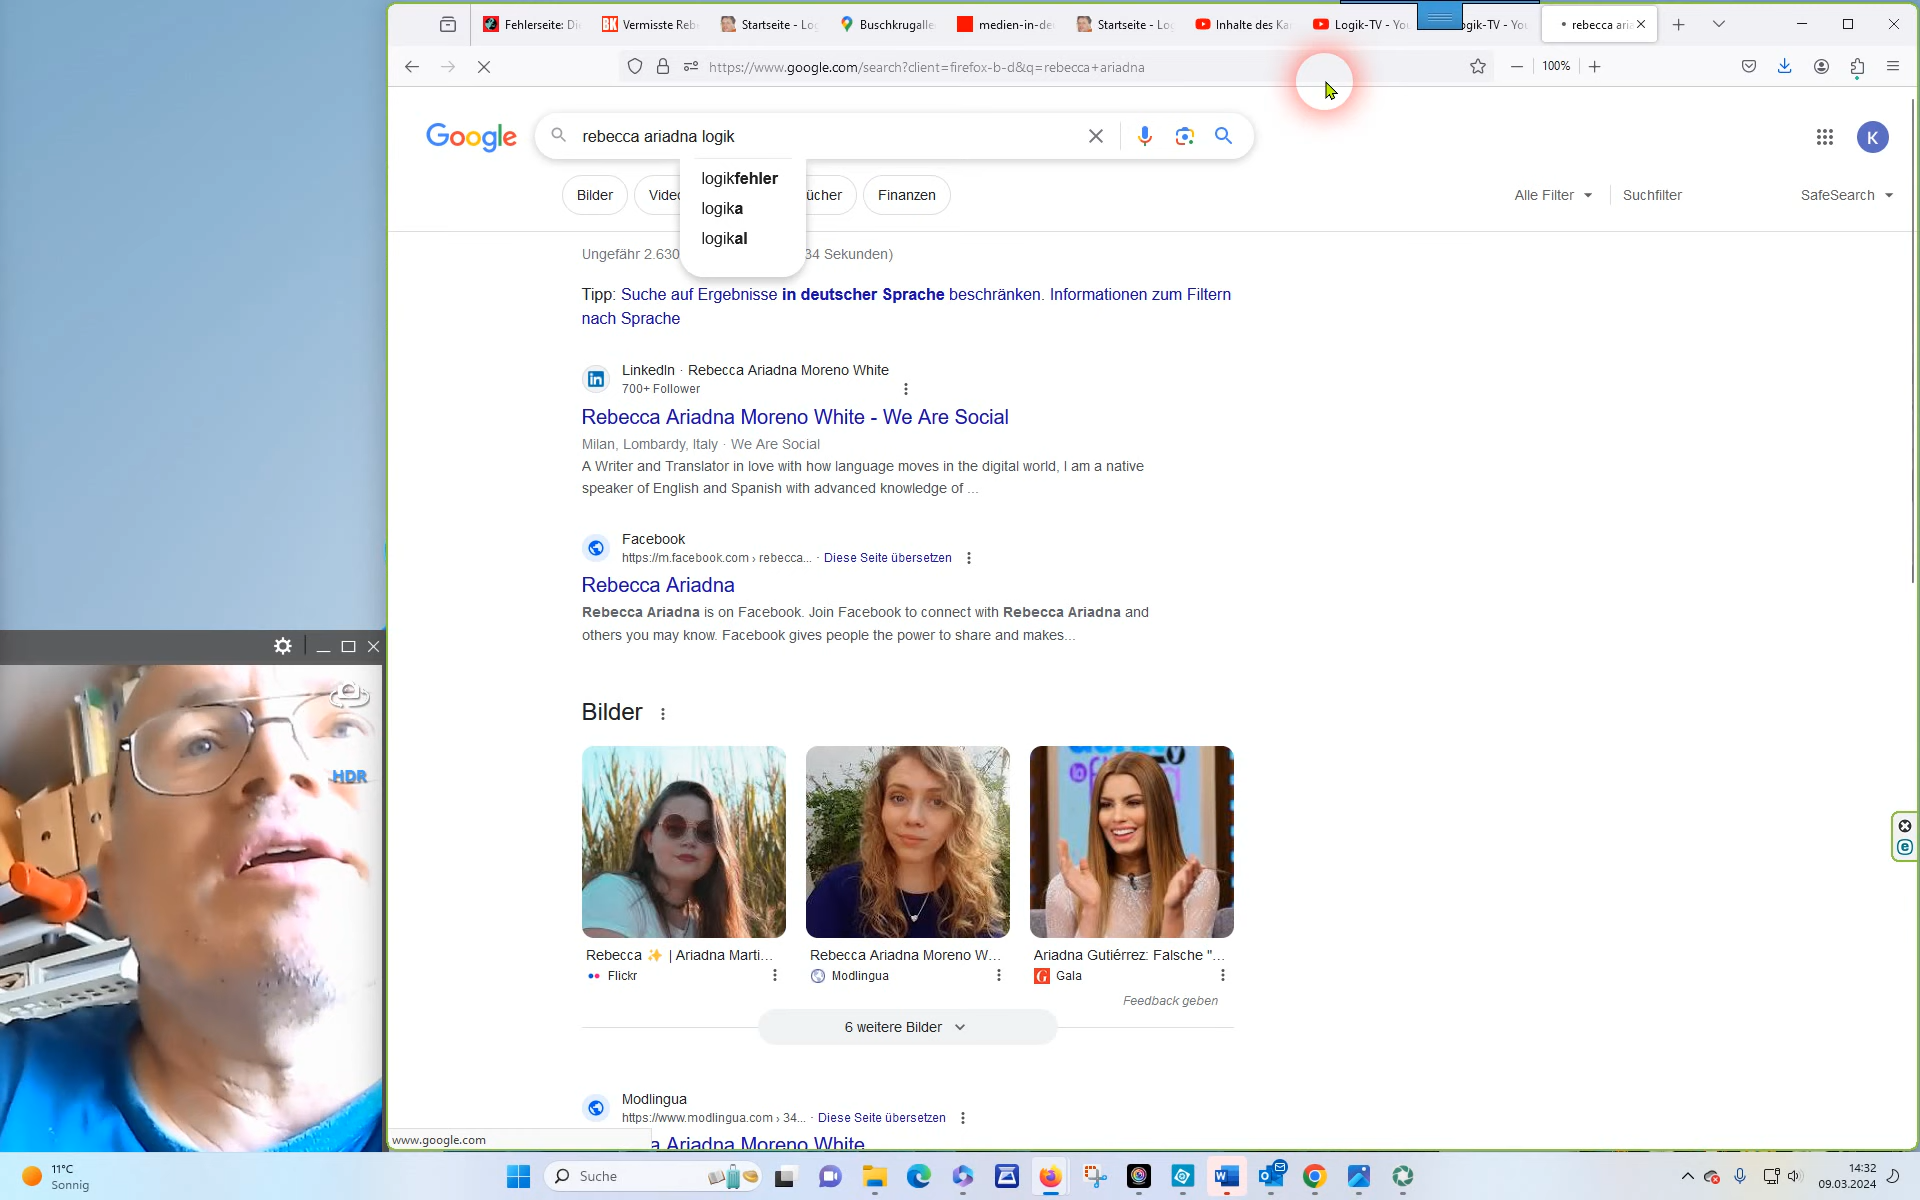 Fehlerseite: Di
BK Vermisste Reb
Startseite - Lo
Buschkrugalle
medien-in-de
Startseite - Lo
Inhalte des Ka
Logik-TV - You
ogik-TV - You
rebecca aria
https://www.google.com/search?client=firefox-b-d&q=rebecca+ariadna
100%
Google
rebecca ariadna logik
K
logikfehler
logika
logikal
Bilder
Video
ücher
Finanzen
Alle Filter
Suchfilter
SafeSearch
Ungefähr 2.630
34 Sekunden)
Tipp: Suche auf Ergebnisse in deutscher Sprache beschränken. Informationen zum Filtern
nach Sprache
LinkedIn · Rebecca Ariadna Moreno White
700+ Follower
Rebecca Ariadna Moreno White - We Are Social
Milan, Lombardy, Italy · We Are Social
A Writer and Translator in love with how language moves in the digital world, I am a native
speaker of English and Spanish with advanced knowledge of ...
Facebook
https://m.facebook.com › rebecca... · Diese Seite übersetzen
Rebecca Ariadna
Rebecca Ariadna is on Facebook. Join Facebook to connect with Rebecca Ariadna and
others you may know. Facebook gives people the power to share and makes...
HDR
Bilder
Rebecca ✨ | Ariadna Marti...
Flickr
Rebecca Ariadna Moreno W...
Modlingua
Ariadna Gutiérrez: Falsche "...
G Gala
Feedback geben
6 weitere Bilder
Modlingua
https://www.modlingua.com › 34... · Diese Seite übersetzen
a Ariadna Moreno White
www.google.com
11°C
Sonnig
Suche
14:32
09.03.2024